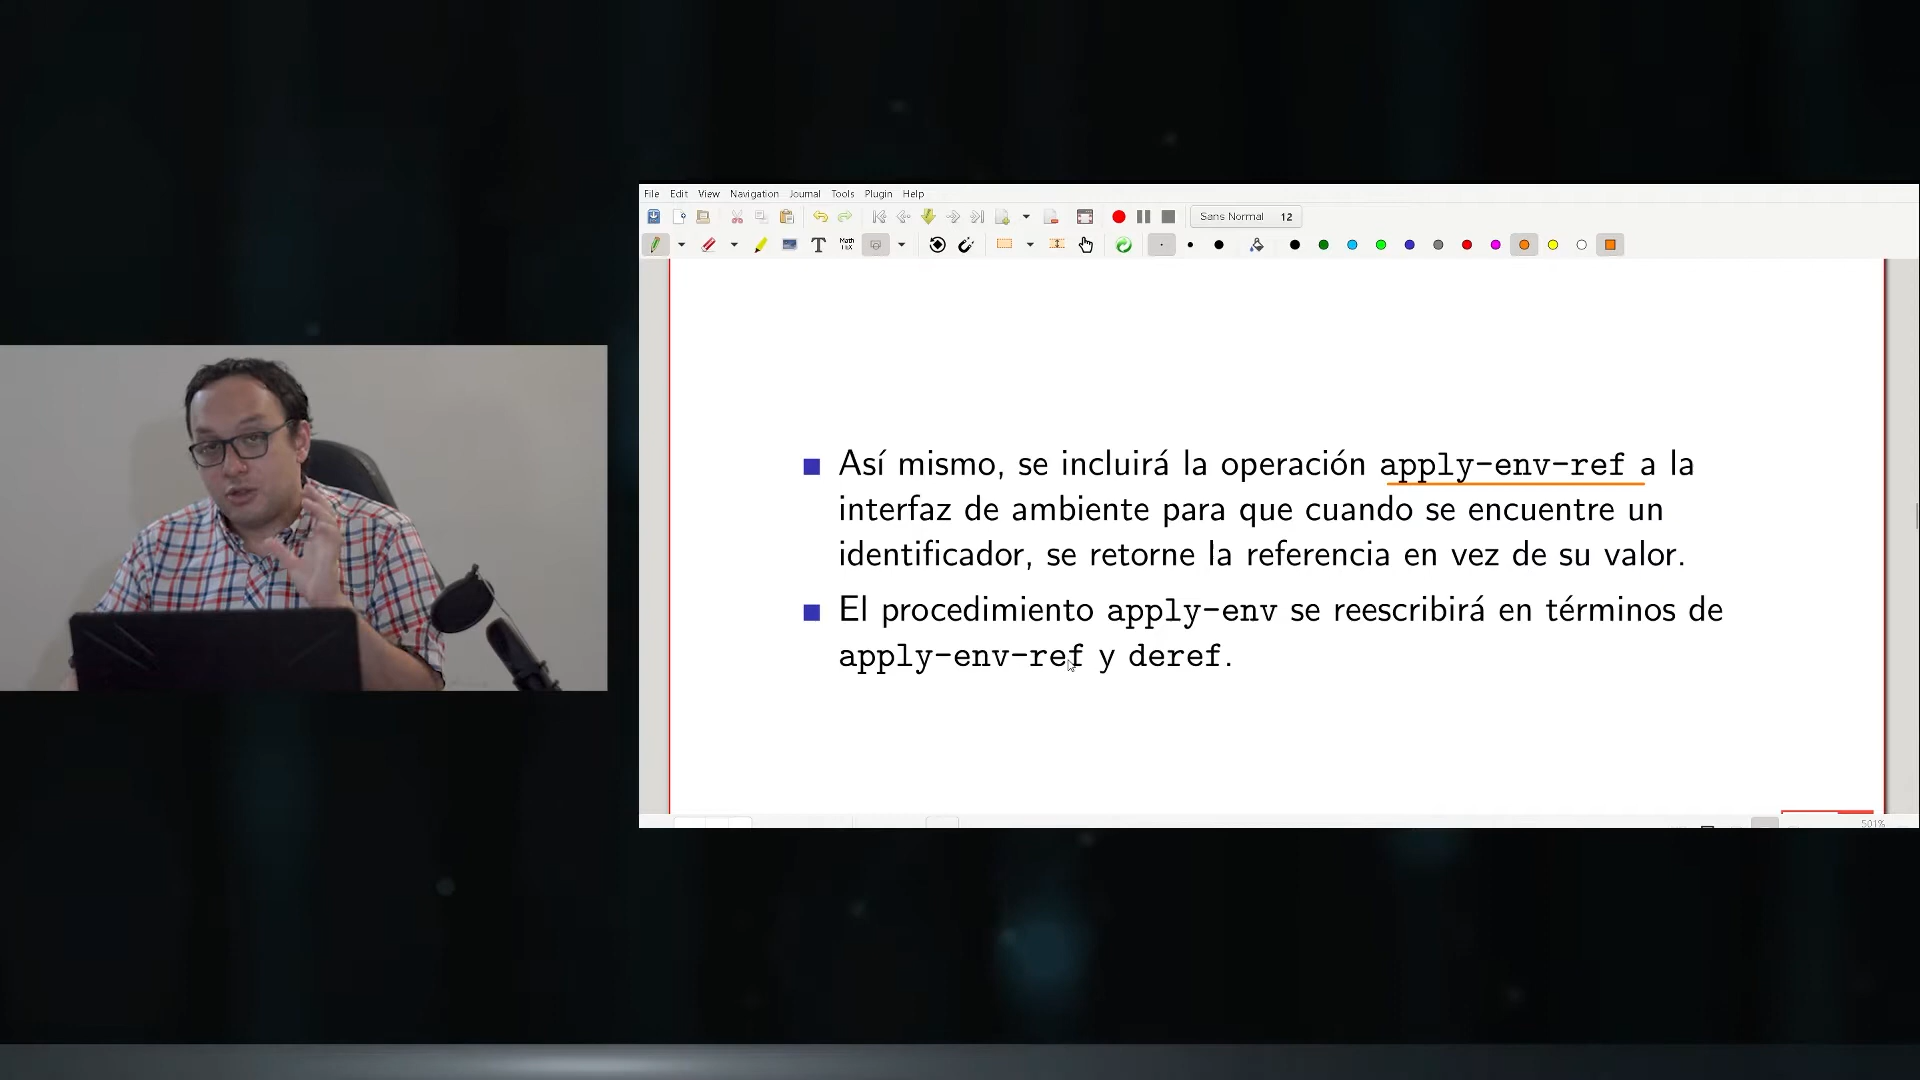 File Edit View Navigation Journal Tools Plugin Help
Sans Normal 12
Así mismo, se incluirá la operación apply-env-ref a la
interfaz de ambiente para que cuando se encuentre un
identificador, se retorne la referencia en vez de su valor.
El procedimiento apply-env se reescribirá en términos de
apply-env-ref y deref.
501%